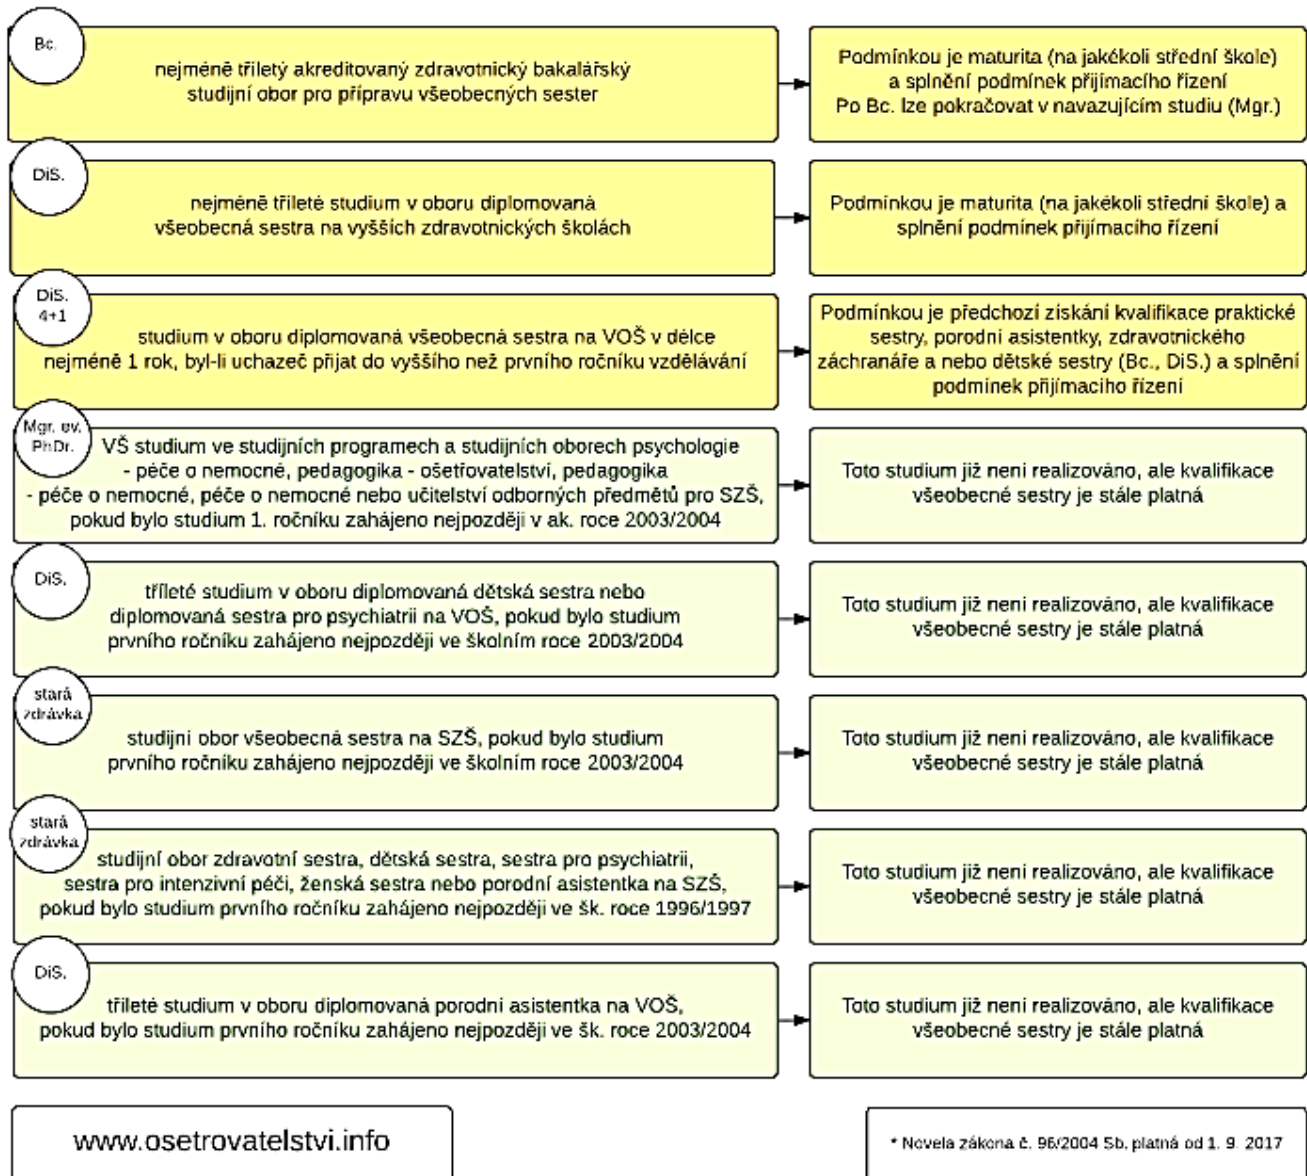 Bc.
nejméně tříletý akreditovaný zdravotnický bakalářský
studijní obor pro přípravu všeobecných sester
Podmínkou je maturita (na jakékoli střední škole)
a splnění podmínek přijímacího řízení
Po Bc. lze pokračovat v navazujícím studiu (Mgr.)
DiS.
nejméně tříleté studium v oboru diplomovaná
všeobecná sestra na vyšších zdravotnických školách
Podmínkou je maturita (na jakékoli střední škole) a
splnění podmínek přijímacího řízení
DiS.
4+1
studium v oboru diplomovaná všeobecná sestra na VOŠ v délce
nejméně 1 rok, byl-li uchazeč přijat do vyššího než prvního ročníku vzdělávání
Podmínkou je předchozí získání kvalifikace praktické
sestry, porodní asistentky, zdravotnického
záchranáře a nebo dětské sestry (Bc., DiS.) a splnění
podmínek přijímacího řízení
Mgr. ev.
PhDr.
VŠ studium ve studijních programech a studijních oborech psychologie
- péče o nemocné, pedagogika - ošetřovatelství, pedagogika
- péče o nemocné, péče o nemocné nebo učitelství odborných předmětů pro SZŠ,
pokud bylo studium 1. ročníku zahájeno nejpozději v ak. roce 2003/2004
Toto studium již není realizováno, ale kvalifikace
všeobecné sestry je stále platná
DiS.
tříleté studium v oboru diplomovaná dětská sestra nebo
diplomovaná sestra pro psychiatrii na VOŠ, pokud bylo studium
prvního ročníku zahájeno nejpozději ve školním roce 2003/2004
Toto studium již není realizováno, ale kvalifikace
všeobecné sestry je stále platná
stará
zdrávka
studijní obor všeobecná sestra na SZŠ, pokud bylo studium
prvního ročníku zahájeno nejpozději ve školním roce 2003/2004
Toto studium již není realizováno, ale kvalifikace
všeobecné sestry je stále platná
stará
zdrávka
studijní obor zdravotní sestra, dětská sestra, sestra pro psychiatrii,
sestra pro intenzivní péči, ženská sestra nebo porodní asistentka na SZŠ,
pokud bylo studium prvního ročníku zahájeno nejpozději ve šk. roce 1996/1997
Toto studium již není realizováno, ale kvalifikace
všeobecné sestry je stále platná
DiS.
tříleté studium v oboru diplomovaná porodní asistentka na VOŠ,
pokud bylo studium prvního ročníku zahájeno nejpozději ve šk. roce 2003/2004
Toto studium již není realizováno, ale kvalifikace
všeobecné sestry je stále platná
www.osetrovatelstvi.info
* Novela zákona č. 96/2004 Sb. platná od 1. 9. 2017